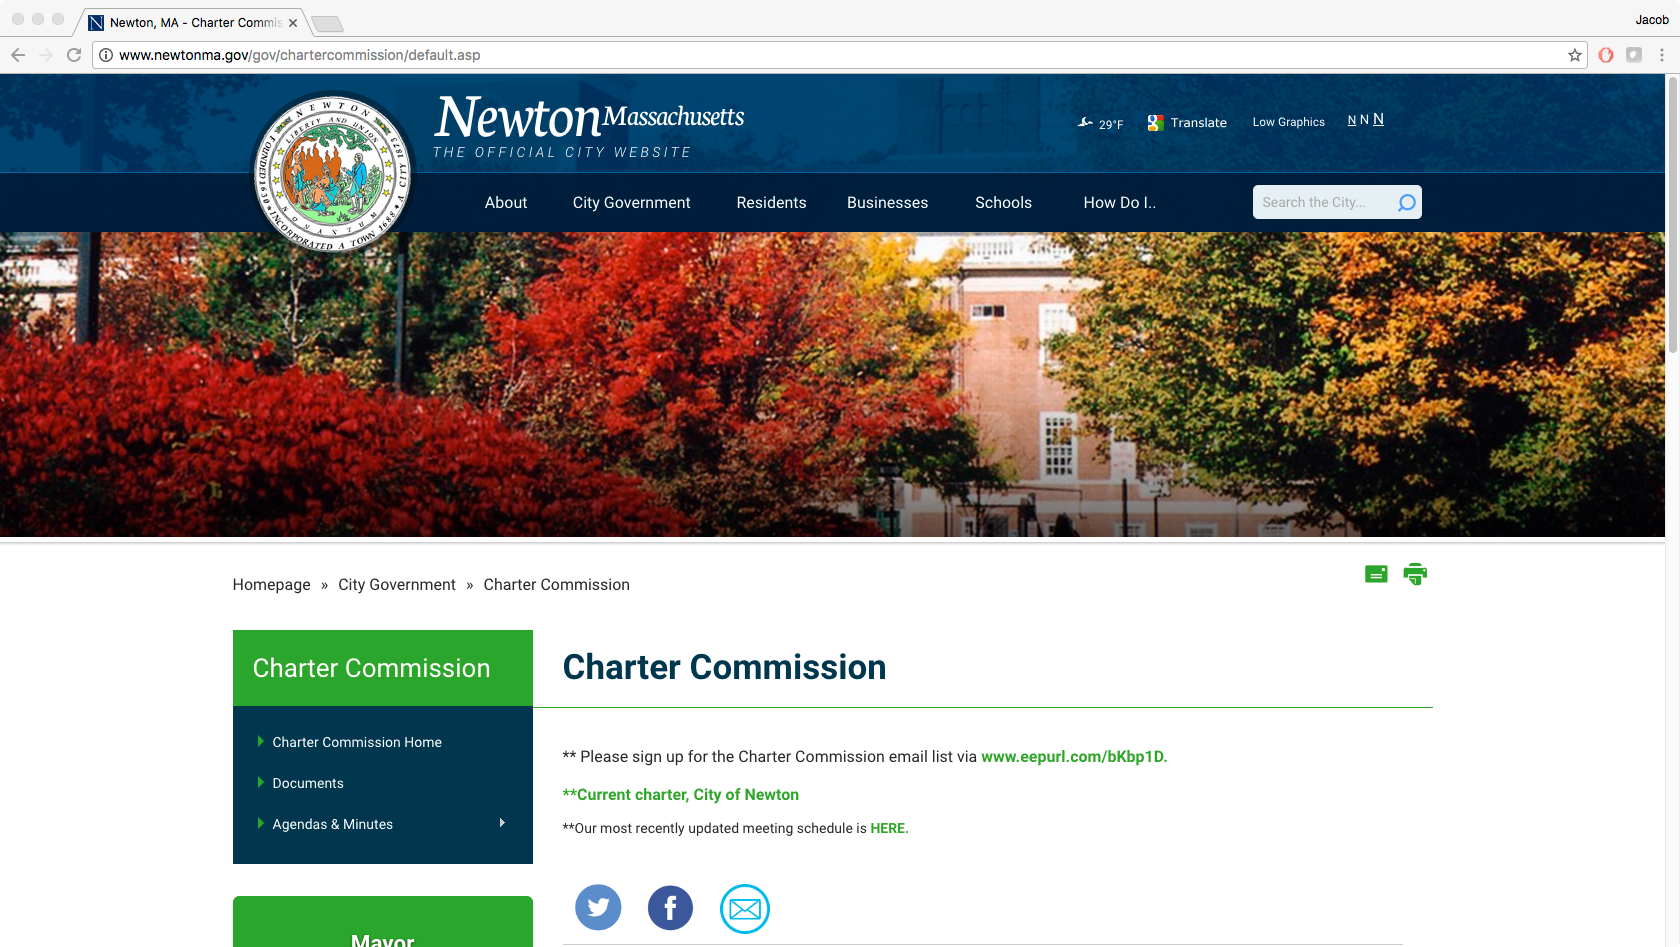 Newton, MA - Charter Commis
Jacob
www.newtonma.gov/gov/chartercommission/default.asp
NEWTON
FOUNDED 1630 INCORPORATED A TOWN 1688 CITY 1873
LIBERTY AND UNION
NONANTUM
Newton Massachusetts
THE OFFICIAL CITY WEBSITE
29°F
Translate
Low Graphics
N N N
About
City Government
Residents
Businesses
Schools
How Do I..
Search the City...
Homepage » City Government » Charter Commission
Charter Commission
Charter Commission Home
Documents
Agendas & Minutes
Mayor
Charter Commission
** Please sign up for the Charter Commission email list via www.eepurl.com/bKbp1D.
**Current charter, City of Newton
**Our most recently updated meeting schedule is HERE.